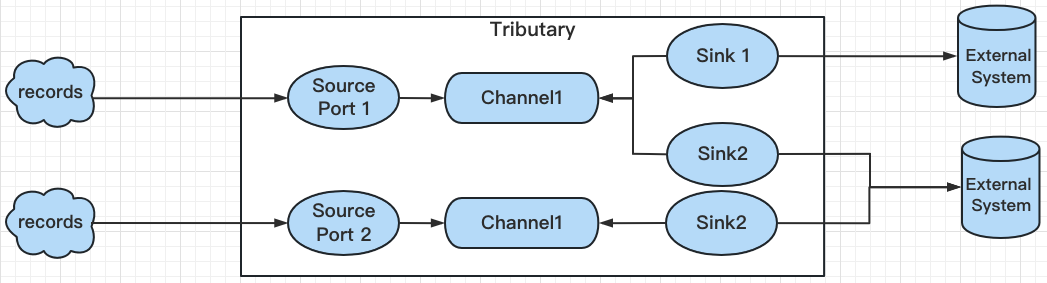 Tributary
records
Source
Port 1
Channel1
Sink 1
External
System
Sink2
records
Source
Port 2
Channel1
Sink2
External
System